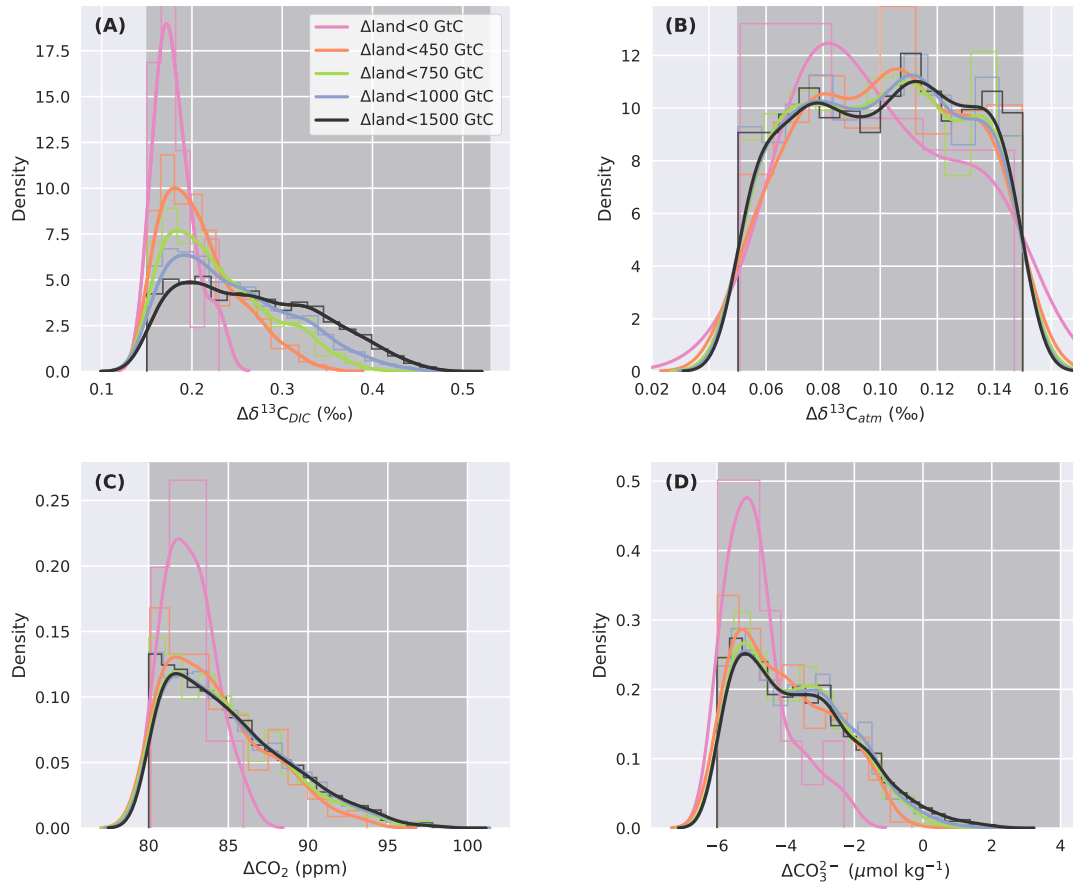 (A)
Δland<0 GtC
Δland<450 GtC
Δland<750 GtC
Δland<1000 GtC
Δland<1500 GtC
Density
17.5
15.0
12.5
10.0
7.5
5.0
2.5
0.0
0.1 0.2 0.3 0.4 0.5
Δδ¹³C_DIC (‰)
(B)
Density
12
10
8
6
4
2
0
0.02 0.04 0.06 0.08 0.10 0.12 0.14 0.16
Δδ¹³C_atm (‰)
(C)
Density
0.25
0.20
0.15
0.10
0.05
0.00
80 85 90 95 100
ΔCO₂ (ppm)
(D)
Density
0.5
0.4
0.3
0.2
0.1
0.0
−6 −4 −2 0 2 4
ΔCO₃²⁻ (μmol kg⁻¹)